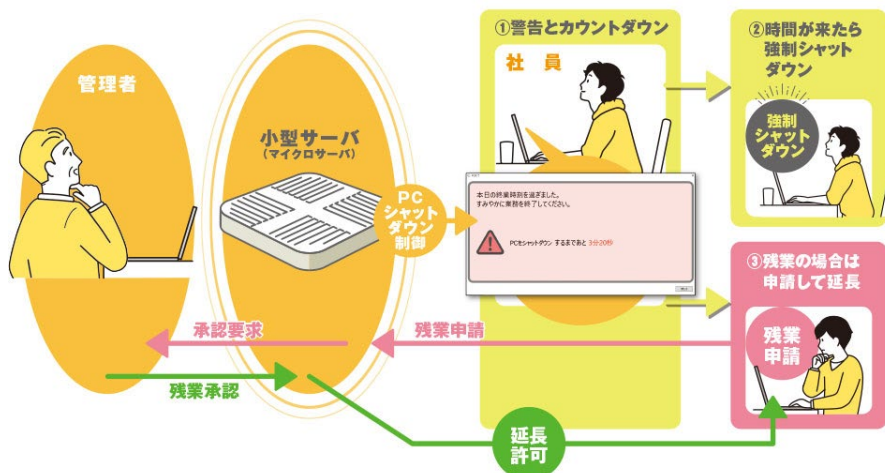 管理者
小型サーバ
(マイクロサーバ)
PC
シャット
ダウン
制御
①警告とカウントダウン
社 員
本日の終業時刻を過ぎました。
すみやかに業務を終了してください。
PCをシャットダウン するまであと 3分20秒
②時間が来たら
強制シャット
ダウン
強制
シャット
ダウン
③残業の場合は
申請して延長
残業
申請
残業申請
承認要求
残業承認
延長
許可